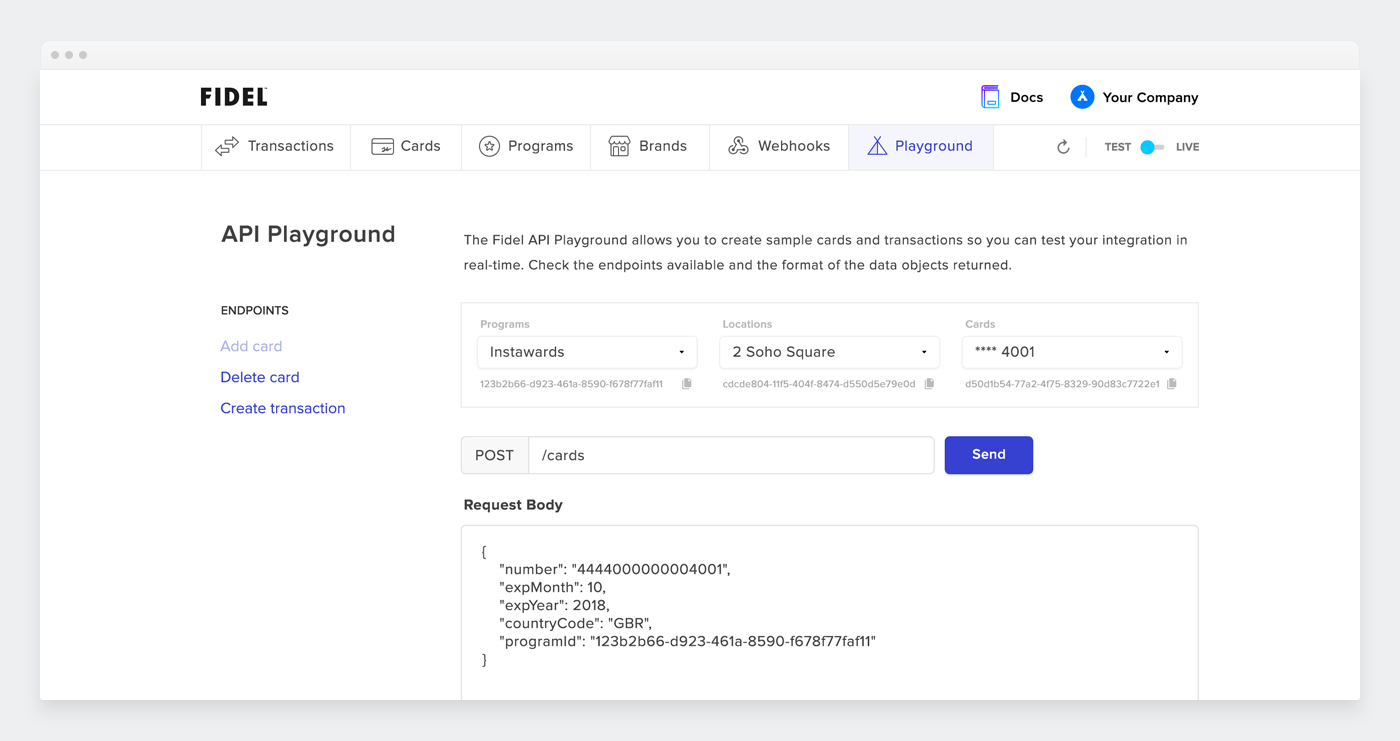 FIDEL
Docs
Your Company
Transactions
Cards
Programs
Brands
Webhooks
Playground
TEST
LIVE
API Playground
The Fidel API Playground allows you to create sample cards and transactions so you can test your integration in
real-time. Check the endpoints available and the format of the data objects returned.
ENDPOINTS
Add card
Delete card
Create transaction
Programs
Locations
Cards
Instawards
2 Soho Square
**** 4001
123b2b66-d923-461a-8590-f678f77faf11
cdcde804-11f5-404f-8474-d550d5e79e0d
d50d1b54-77a2-4f75-8329-90d83c7722e1
POST
/cards
Send
Request Body
{
"number": "4444000000004001",
"expMonth": 10,
"expYear": 2018,
"countryCode": "GBR",
"programId": "123b2b66-d923-461a-8590-f678f77faf11"
}